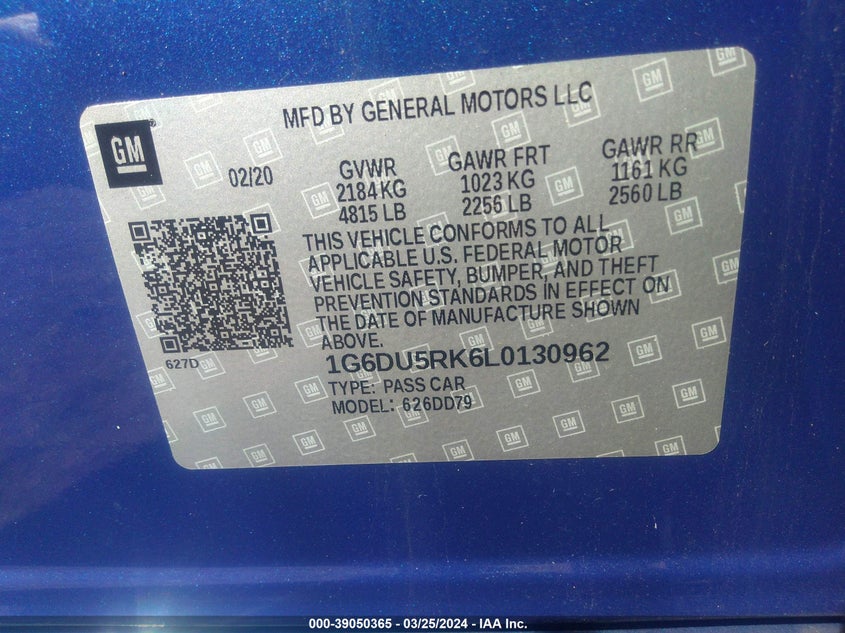 MFD BY GENERAL MOTORS LLC
GM
02/20
GVWR
2184 KG
4815 LB
GAWR FRT
1023 KG
2256 LB
GAWR RR
1161 KG
2560 LB
THIS VEHICLE CONFORMS TO ALL
APPLICABLE U.S. FEDERAL MOTOR
VEHICLE SAFETY, BUMPER, AND THEFT
PREVENTION STANDARDS IN EFFECT ON
THE DATE OF MANUFACTURE SHOWN
ABOVE.
627D
1G6DU5RK6L0130962
TYPE: PASS CAR
MODEL: 626DD79
000-39050365 - 03/25/2024 - IAA Inc.